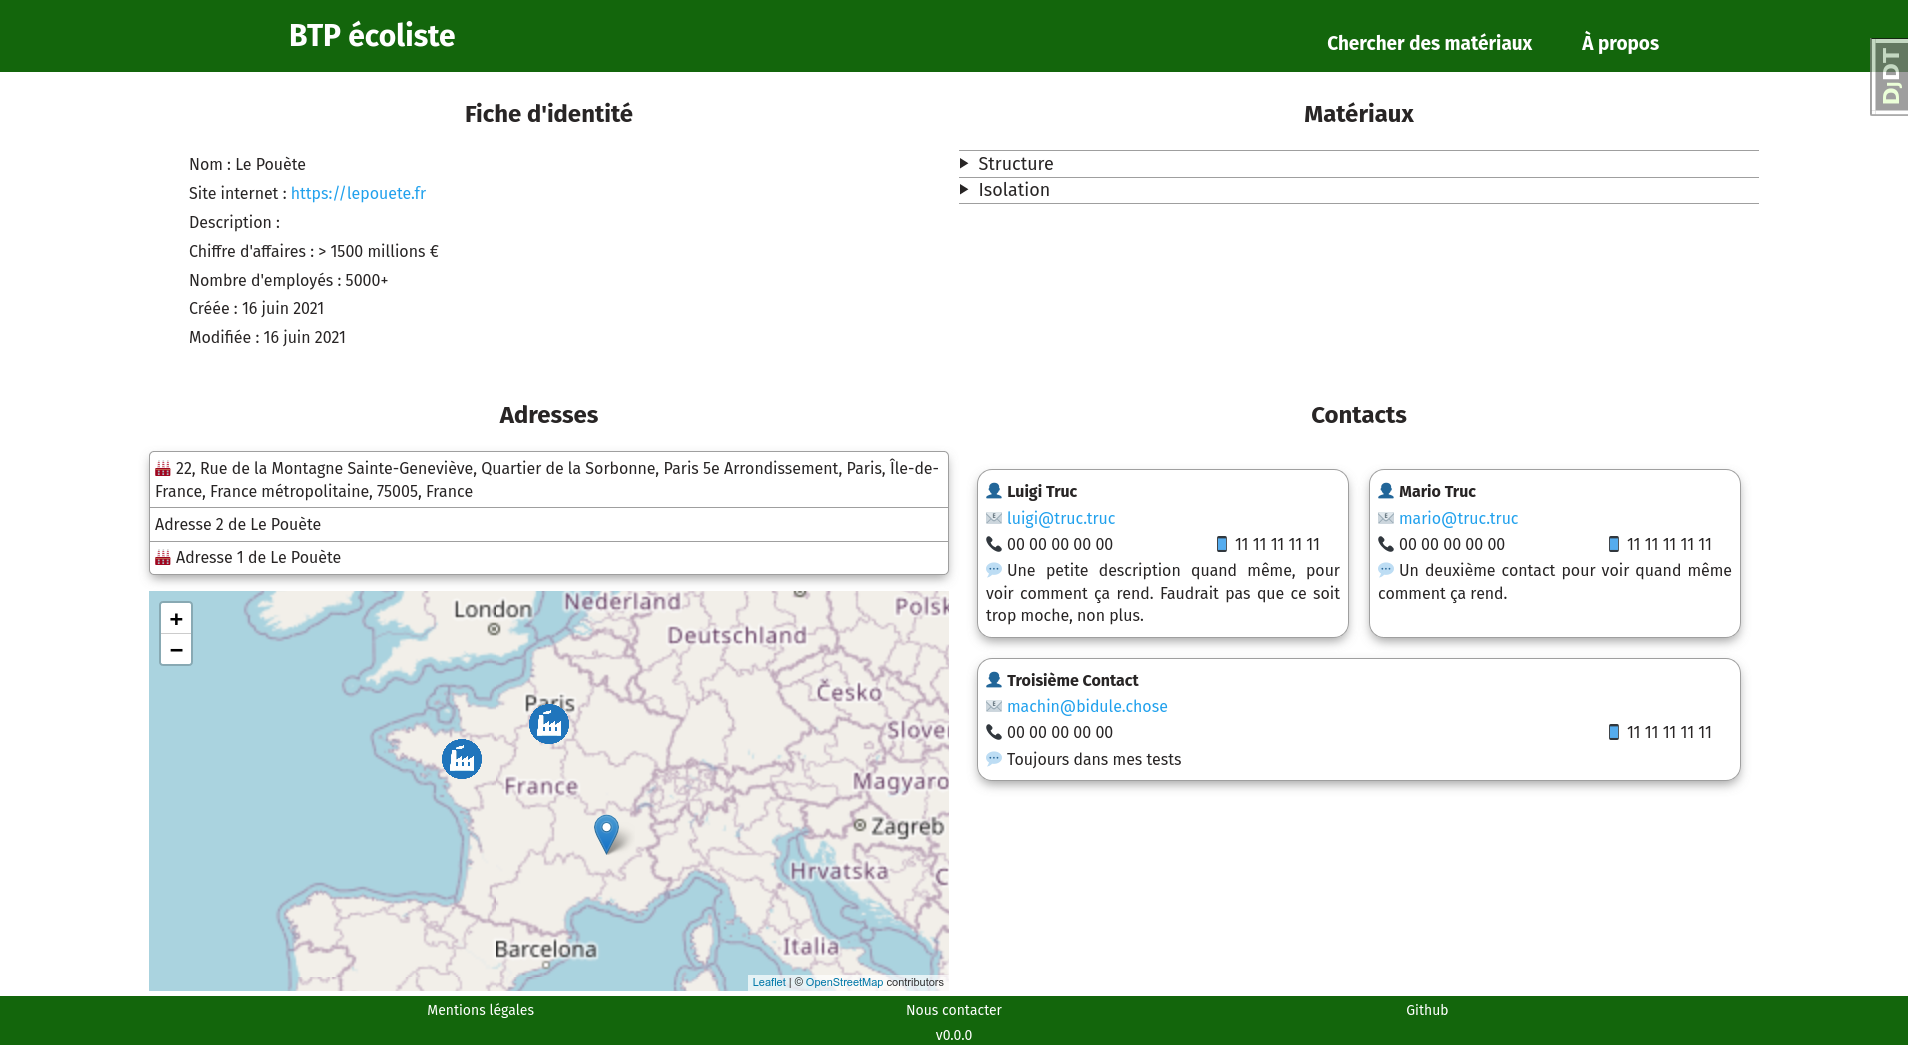 BTP écoliste
Chercher des matériaux
À propos
DjDT
Fiche d'identité
Nom : Le Pouète
Site internet : https://lepouete.fr
Description :
Chiffre d'affaires : > 1500 millions €
Nombre d'employés : 5000+
Créée : 16 juin 2021
Modifiée : 16 juin 2021
Matériaux
Structure
Isolation
Adresses
22, Rue de la Montagne Sainte-Geneviève, Quartier de la Sorbonne, Paris 5e Arrondissement, Paris, Île-de-
France, France métropolitaine, 75005, France
Adresse 2 de Le Pouète
Adresse 1 de Le Pouète
+
−
London
Nederland
Polsk
Deutschland
Paris
Česko
Slove
France
Magyaro
Zagreb
Hrvatska
C
Barcelona
Italia
Leaflet | © OpenStreetMap contributors
Contacts
Luigi Truc
luigi@truc.truc
00 00 00 00 00
11 11 11 11 11
Une petite description quand même, pour
voir comment ça rend. Faudrait pas que ce soit
trop moche, non plus.
Mario Truc
mario@truc.truc
00 00 00 00 00
11 11 11 11 11
Un deuxième contact pour voir quand même
comment ça rend.
Troisième Contact
machin@bidule.chose
00 00 00 00 00
11 11 11 11 11
Toujours dans mes tests
Mentions légales
Nous contacter
Github
v0.0.0